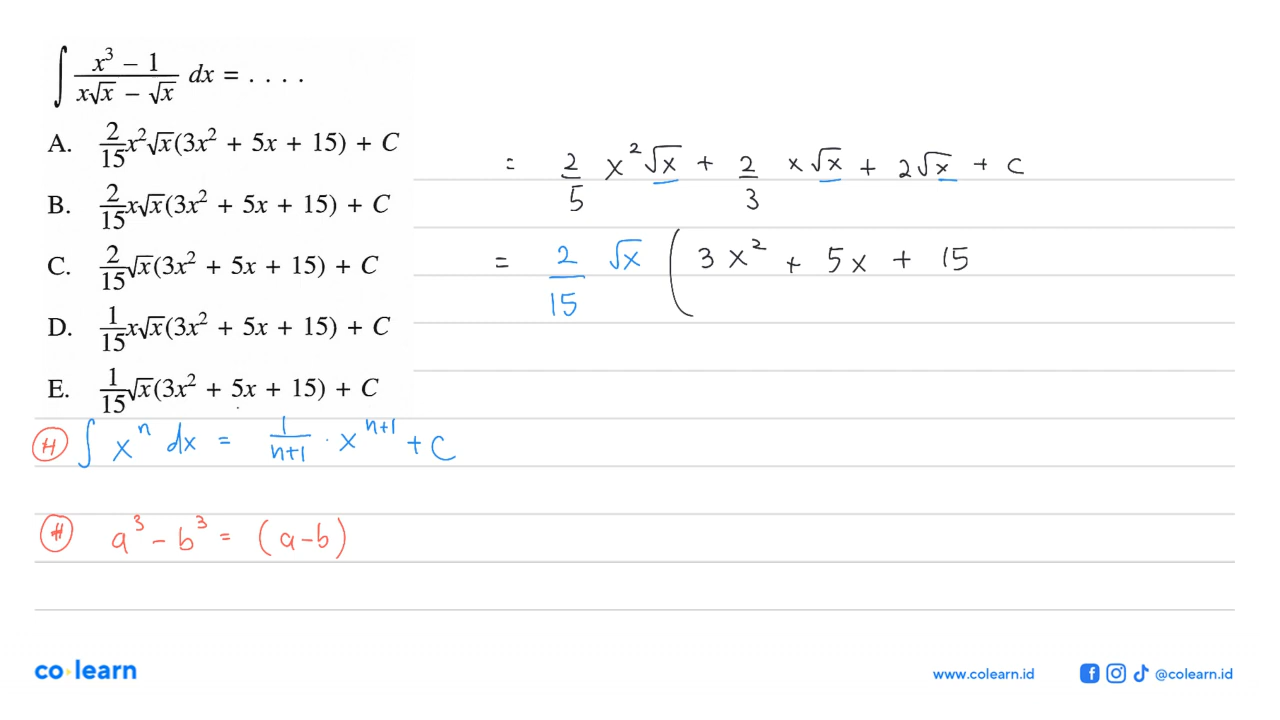 ∫ (x³ − 1)/(x√x − √x) dx = . . . .
A. 2/15 x²√x(3x² + 5x + 15) + C
B. 2/15 x√x(3x² + 5x + 15) + C
C. 2/15 √x(3x² + 5x + 15) + C
D. 1/15 x√x(3x² + 5x + 15) + C
E. 1/15 √x(3x² + 5x + 15) + C
= 2/5 x²√x + 2/3 x√x + 2√x + C
= 2/15 √x (3x² + 5x + 15
# ∫ xⁿ dx = 1/(n+1) · xⁿ⁺¹ + C
# a³ − b³ = (a−b)
co learn
www.colearn.id
@colearn.id